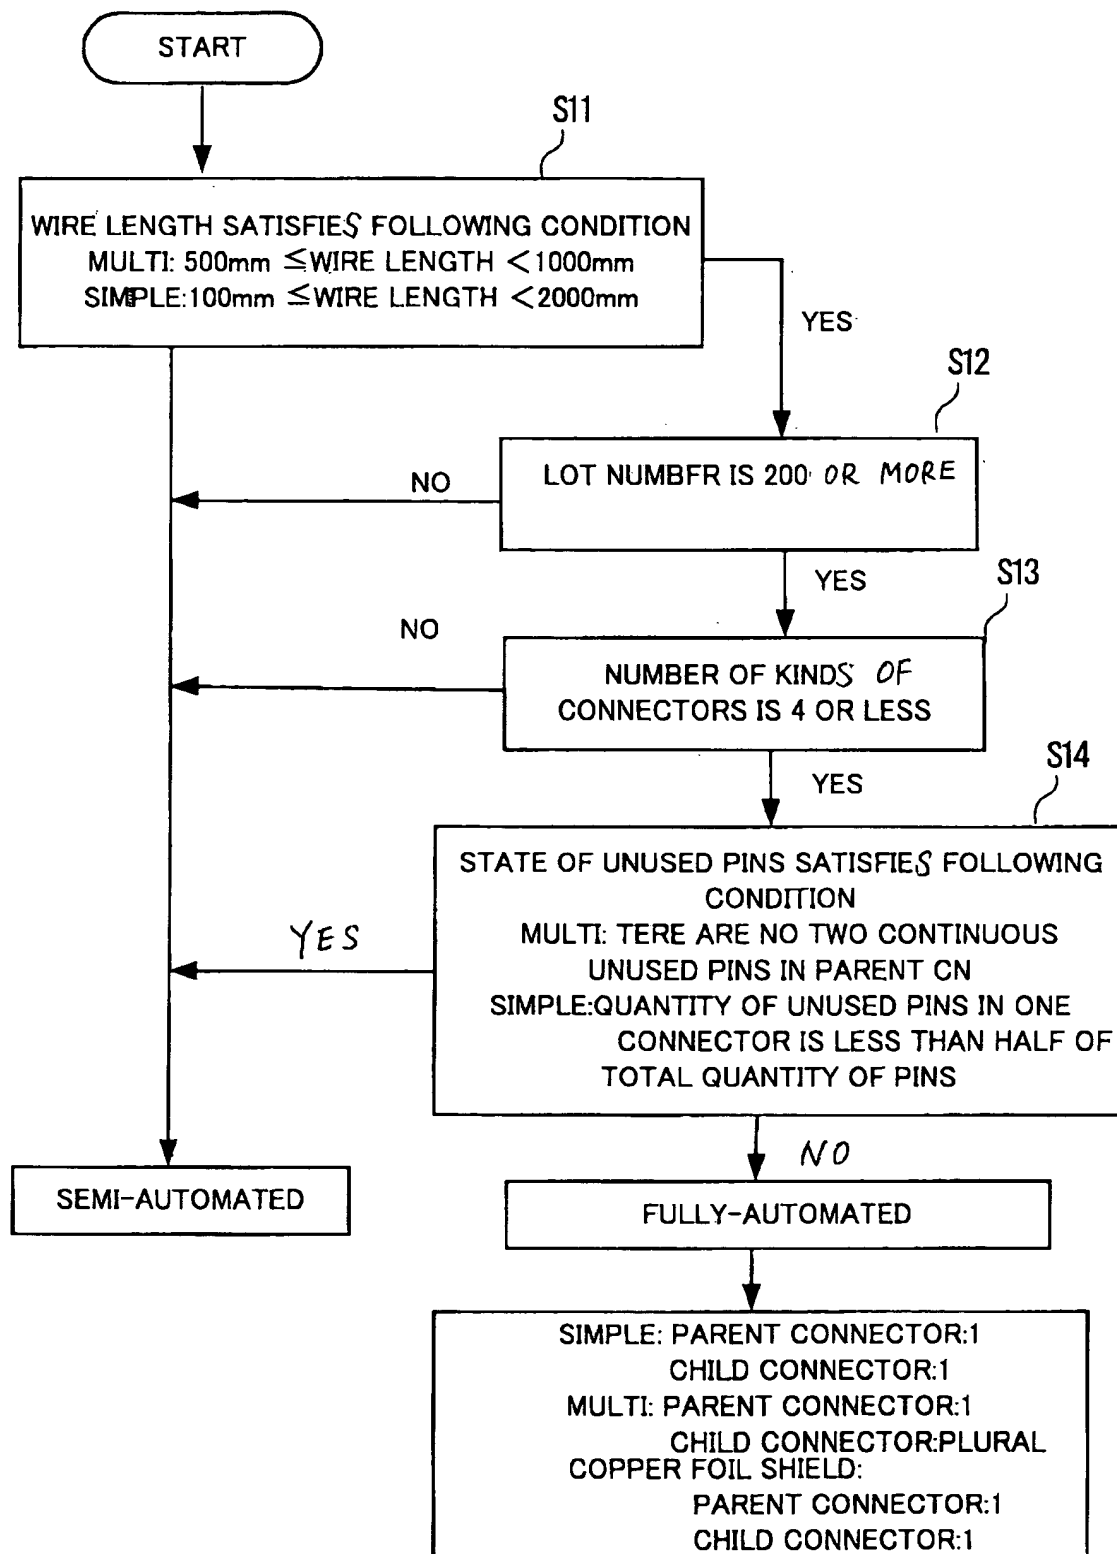 START
S11
WIRE LENGTH SATISFIES FOLLOWING CONDITION
MULTI: 500mm ≦WIRE LENGTH <1000mm
SIMPLE:100mm ≦WIRE LENGTH <2000mm
YES
S12
LOT NUMBFR IS 200 OR MORE
NO
YES
S13
NO
NUMBER OF KINDS OF
CONNECTORS IS 4 OR LESS
YES
S14
STATE OF UNUSED PINS SATISFIES FOLLOWING
CONDITION
MULTI: TERE ARE NO TWO CONTINUOUS
UNUSED PINS IN PARENT CN
SIMPLE:QUANTITY OF UNUSED PINS IN ONE
CONNECTOR IS LESS THAN HALF OF
TOTAL QUANTITY OF PINS
YES
NO
SEMI-AUTOMATED
FULLY-AUTOMATED
SIMPLE: PARENT CONNECTOR:1
CHILD CONNECTOR:1
MULTI: PARENT CONNECTOR:1
CHILD CONNECTOR:PLURAL
COPPER FOIL SHIELD:
PARENT CONNECTOR:1
CHILD CONNECTOR:1